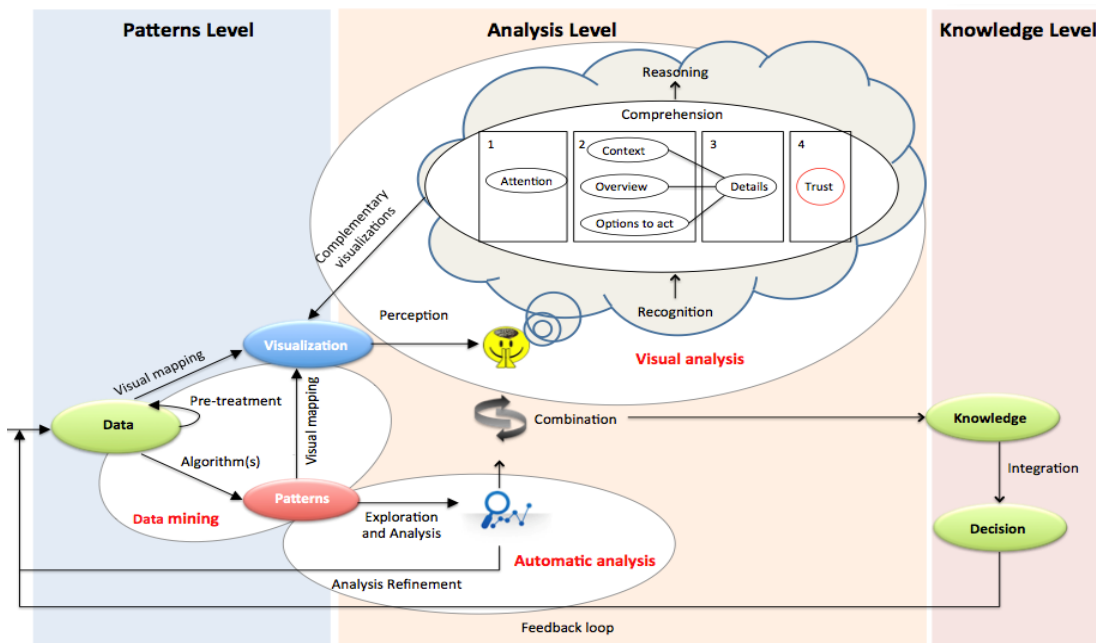 Patterns Level
Analysis Level
Knowledge Level
Reasoning
Comprehension
1
2
3
4
Context
Attention
Overview
Details
Trust
Options to act
Complementary
visualizations
Recognition
Perception
Visualization
Visual analysis
Visual mapping
Pre-treatment
Visual mapping
Data
Combination
Knowledge
Algorithm(s)
Integration
Patterns
Exploration
and Analysis
Data mining
Decision
Automatic analysis
Analysis Refinement
Feedback loop